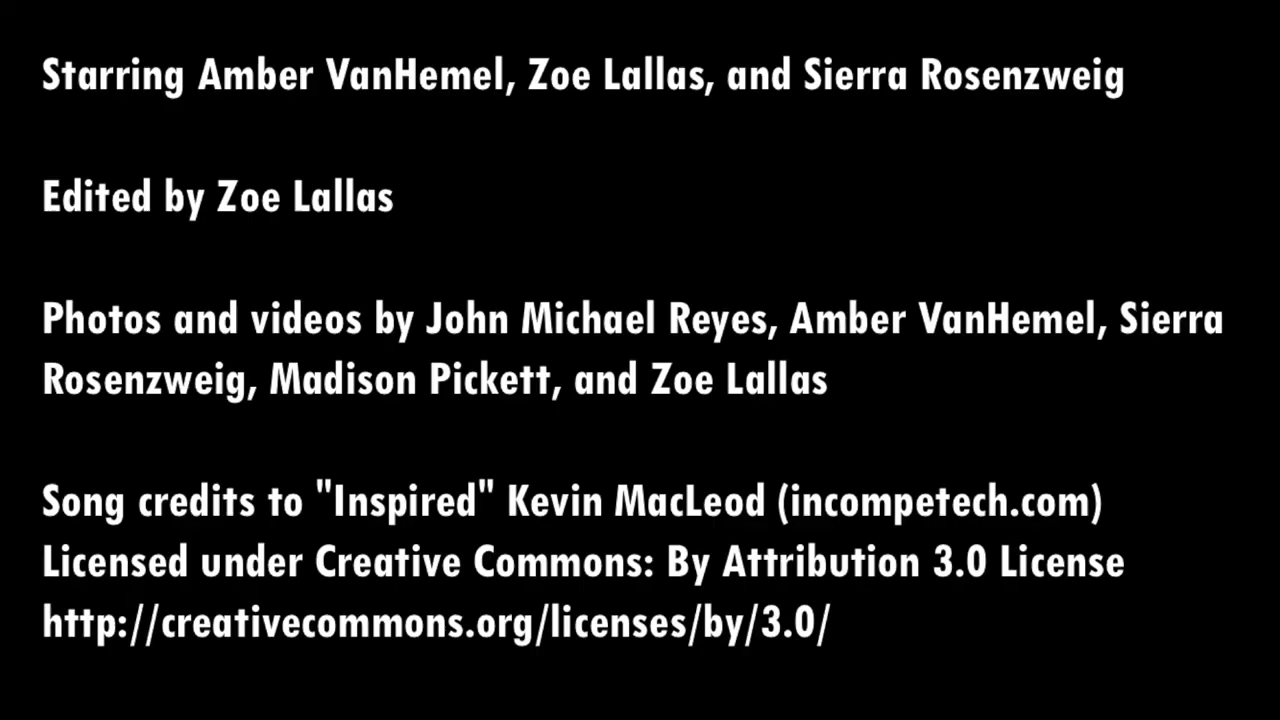 Starring Amber VanHemel, Zoe Lallas, and Sierra Rosenzweig
Edited by Zoe Lallas
Photos and videos by John Michael Reyes, Amber VanHemel, Sierra
Rosenzweig, Madison Pickett, and Zoe Lallas
Song credits to "Inspired" Kevin MacLeod (incompetech.com)
Licensed under Creative Commons: By Attribution 3.0 License
http://creativecommons.org/licenses/by/3.0/